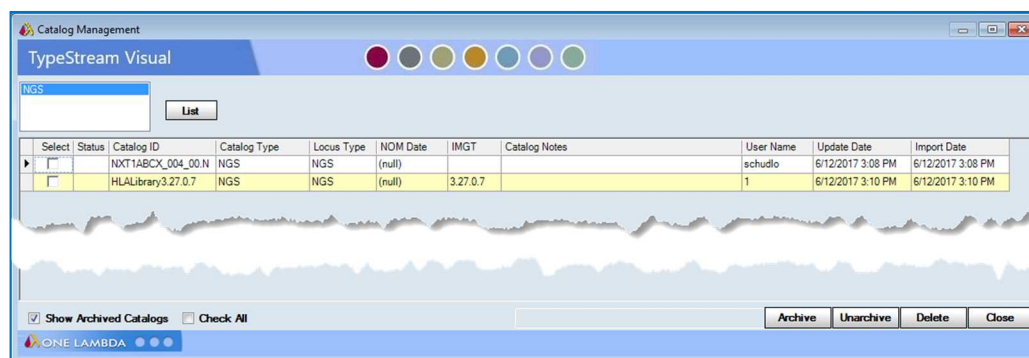 Catalog Management
TypeStream Visual
NGS
List
Select Status Catalog ID Catalog Type Locus Type NOM Date IMGT Catalog Notes User Name Update Date Import Date
NXT1ABCX_004_00.N NGS NGS (null) schudlo 6/12/2017 3:08 PM 6/12/2017 3:08 PM
HLALibrary3.27.0.7 NGS NGS (null) 3.27.0.7 1 6/12/2017 3:10 PM 6/12/2017 3:10 PM
Show Archived Catalogs Check All Archive Unarchive Delete Close
ONE LAMBDA